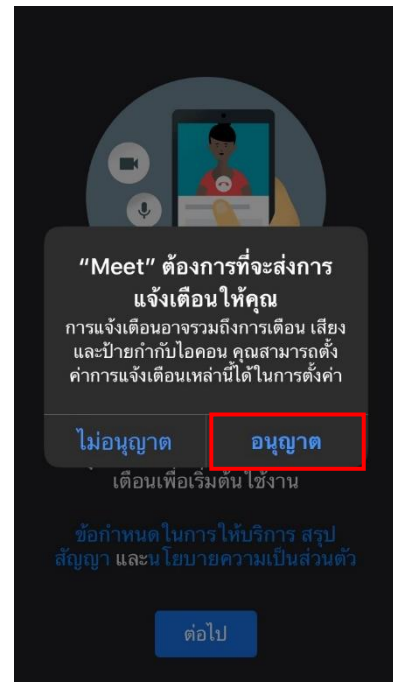 “Meet” ต้องการที่จะส่งการ
แจ้งเตือนให้คุณ
การแจ้งเตือนอาจรวมถึงการเตือน เสียง
และป้ายกำกับไอคอน คุณสามารถตั้ง
ค่าการแจ้งเตือนเหล่านี้ได้ในการตั้งค่า
ไม่อนุญาต
อนุญาต
เตือนเพื่อเริ่มต้นใช้งาน
ข้อกำหนดในการให้บริการ สรุป
สัญญา และนโยบายความเป็นส่วนตัว
ต่อไป